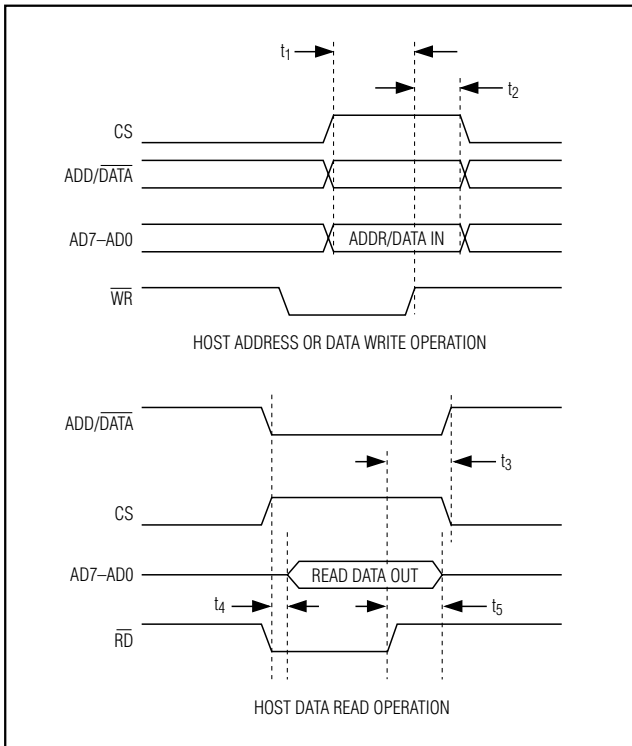 t1
t2
CS
ADD/DATA
AD7–AD0
ADDR/DATA IN
WR
HOST ADDRESS OR DATA WRITE OPERATION
ADD/DATA
t3
CS
AD7–AD0
READ DATA OUT
t4
t5
RD
HOST DATA READ OPERATION